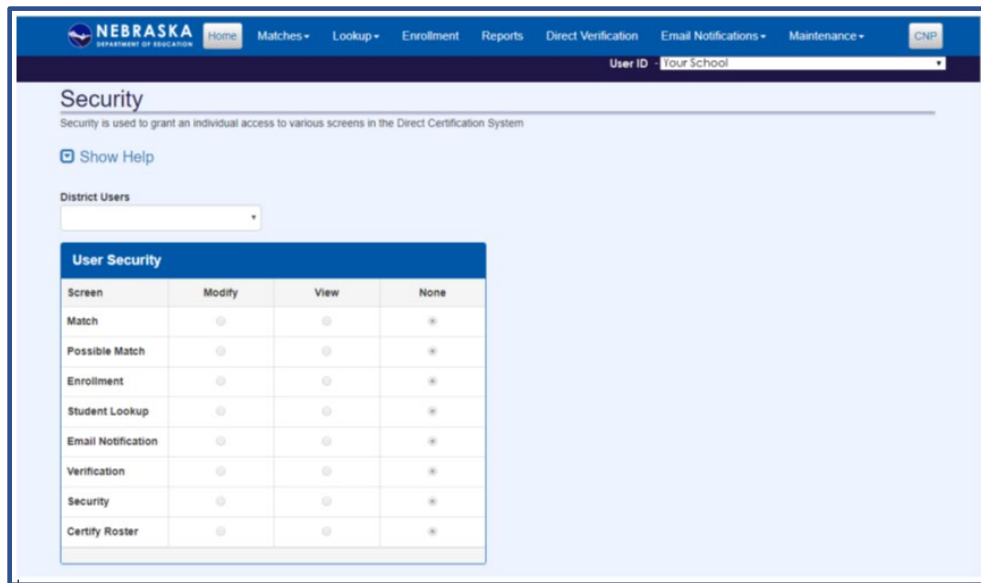 NEBRASKA
DEPARTMENT OF EDUCATION
Home Matches Lookup Enrollment Reports Direct Verification Email Notifications Maintenance CNP
User ID - Your School
Security
Security is used to grant an individual access to various screens in the Direct Certification System
Show Help
District Users
User Security
Screen Modify View None
Match
Possible Match
Enrollment
Student Lookup
Email Notification
Verification
Security
Certify Roster